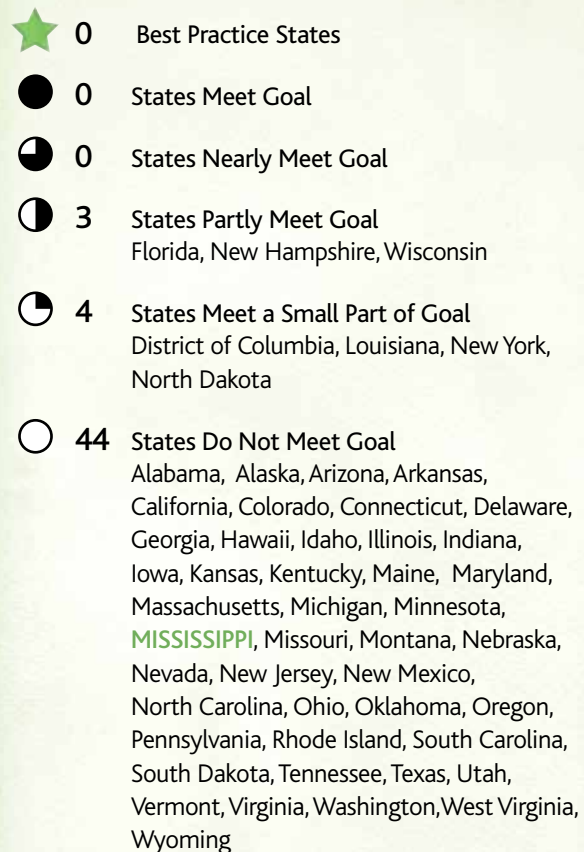 0 Best Practice States
0 States Meet Goal
0 States Nearly Meet Goal
3 States Partly Meet Goal
Florida, New Hampshire, Wisconsin
4 States Meet a Small Part of Goal
District of Columbia, Louisiana, New York,
North Dakota
44 States Do Not Meet Goal
Alabama, Alaska, Arizona, Arkansas,
California, Colorado, Connecticut, Delaware,
Georgia, Hawaii, Idaho, Illinois, Indiana,
Iowa, Kansas, Kentucky, Maine, Maryland,
Massachusetts, Michigan, Minnesota,
MISSISSIPPI, Missouri, Montana, Nebraska,
Nevada, New Jersey, New Mexico,
North Carolina, Ohio, Oklahoma, Oregon,
Pennsylvania, Rhode Island, South Carolina,
South Dakota, Tennessee, Texas, Utah,
Vermont, Virginia, Washington,West Virginia,
Wyoming